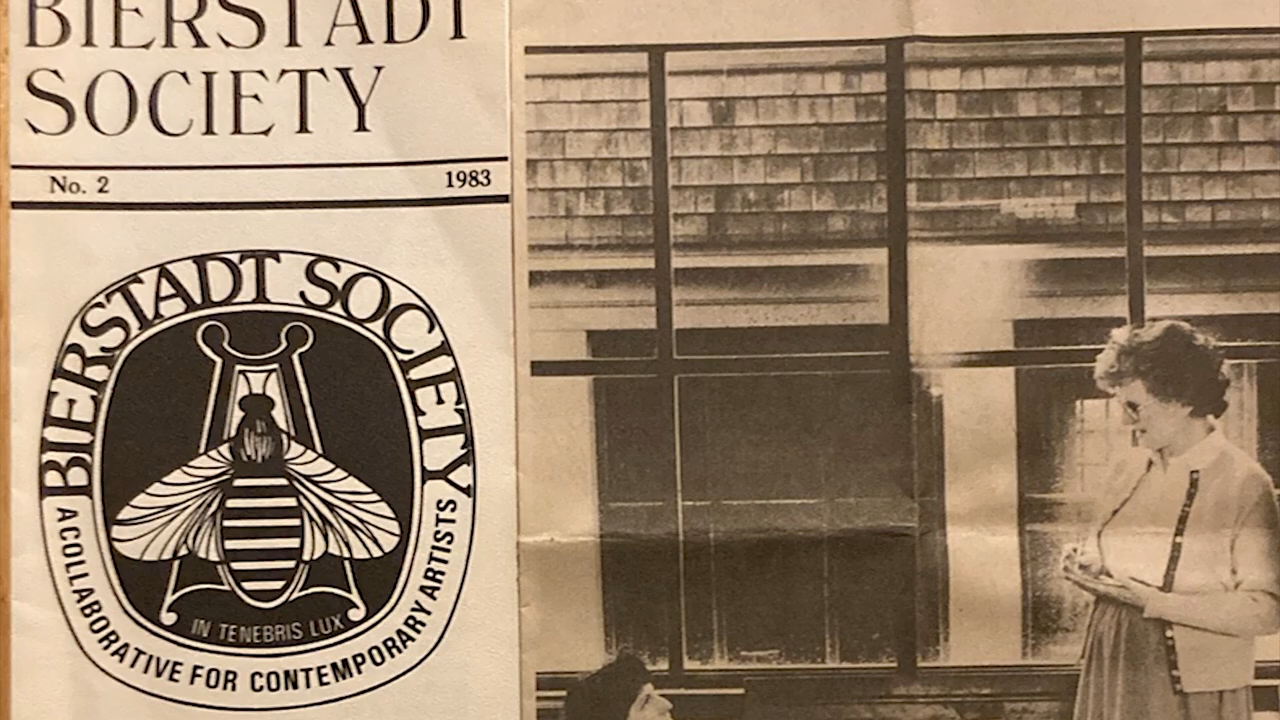 BIERSTADT
SOCIETY
No. 2 1983
BIERSTADT SOCIETY
IN TENEBRIS LUX
A COLLABORATIVE FOR CONTEMPORARY ARTISTS